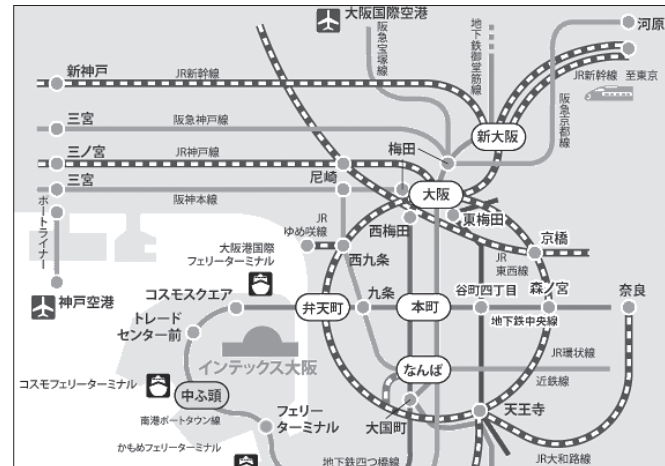 大阪国際空港
阪急宝塚線
地下鉄御堂筋線
河原
JR新幹線 至東京
新神戸
JR新幹線
阪急京都線
三宮
阪急神戸線
梅田
新大阪
三ノ宮
JR神戸線
三宮
阪神本線
尼崎
大阪
東梅田
西梅田
ポートライナー
JR
ゆめ咲線
京橋
大阪港国際
フェリーターミナル
西九条
JR
東西線
神戸空港
コスモスクエア
弁天町
九条
本町
谷町四丁目
森ノ宮
奈良
地下鉄中央線
トレード
センター前
インテックス大阪
JR環状線
なんば
近鉄線
コスモフェリーターミナル
中ふ頭
フェリー
ターミナル
大国町
天王寺
南港ポートタウン線
かもめフェリーターミナル
地下鉄四つ橋線
JR大和路線